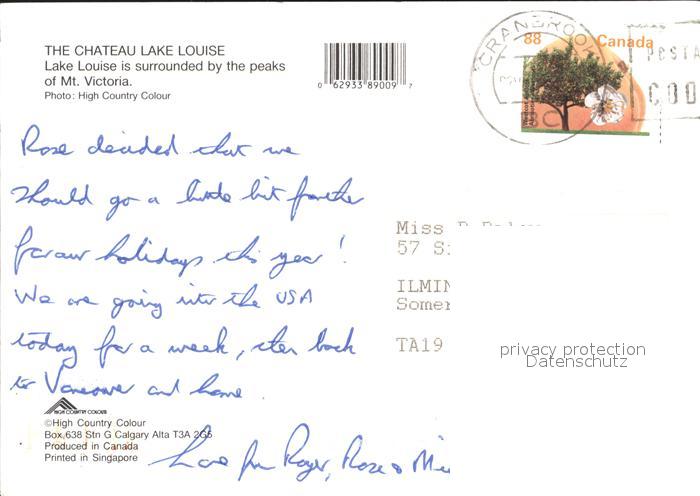 THE CHATEAU LAKE LOUISE
Lake Louise is surrounded by the peaks
of Mt. Victoria.
Photo: High Country Colour
0 62933 89009 7
CRANBROOK
BC
88 Canada
POSTA
COD
Rose decided that we
should go a little bit further
for our holidays this year!
We are going into the USA
today for a week, then back
to Vancouver and home.
Love from Roger, Rose &
Miss
57
ILMIN
Somer
TA19
privacy protection
Datenschutz
HIGH COUNTRY COLOUR
©High Country Colour
Box 638 Stn G Calgary Alta T3A 2G5
Produced in Canada
Printed in Singapore